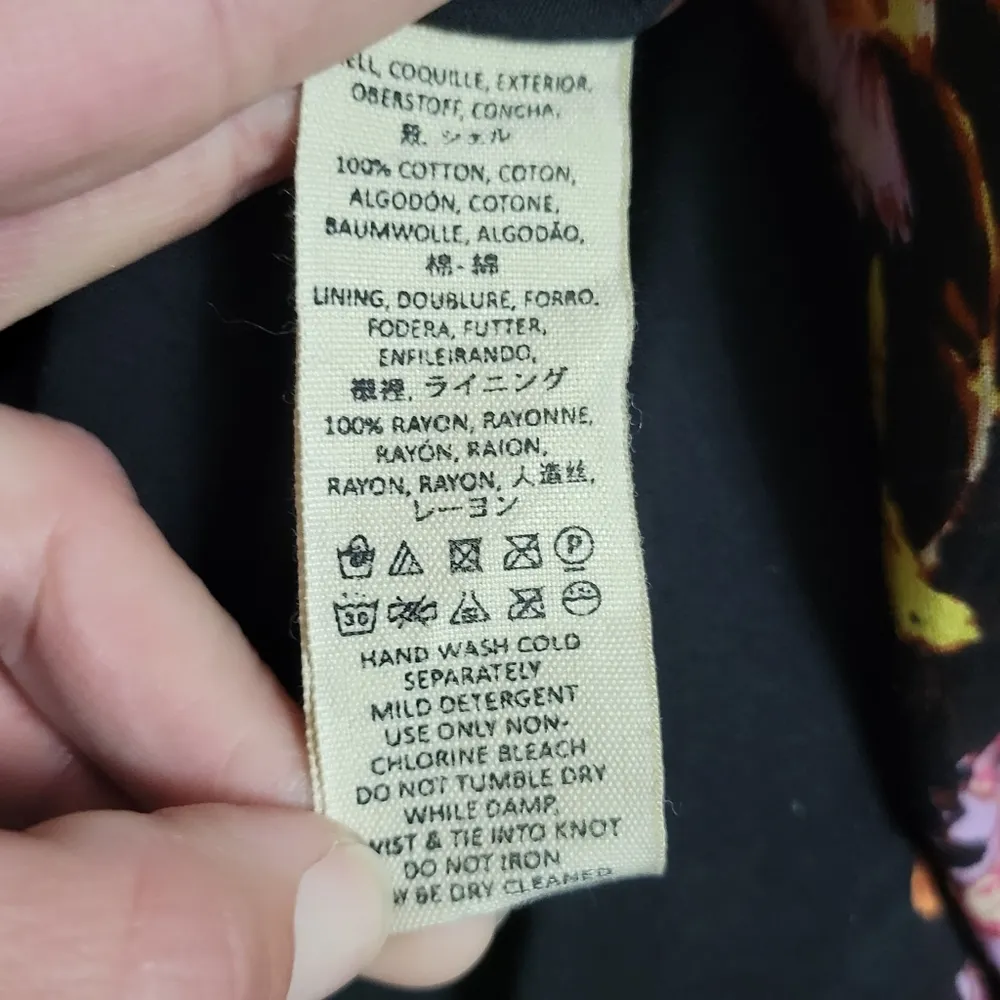 ELL, COQUILLE, EXTERIOR,
OBERSTOFF, CONCHA,
殻, シェル
100% COTTON, COTON,
ALGODÓN, COTONE,
BAUMWOLLE, ALGODÃO,
棉-綿
LINING, DOUBLURE, FORRO,
FODERA, FUTTER,
ENFILEIRANDO,
襯裡, ライニング
100% RAYON, RAYONNE,
RAYÓN, RAION,
RAYON, RAYON, 人造丝,
レーヨン
P
30
HAND WASH COLD
SEPARATELY
MILD DETERGENT
USE ONLY NON-
CHLORINE BLEACH
DO NOT TUMBLE DRY
WHILE DAMP,
VIST & TIE INTO KNOT
DO NOT IRON
Y BE DRY CLEANED